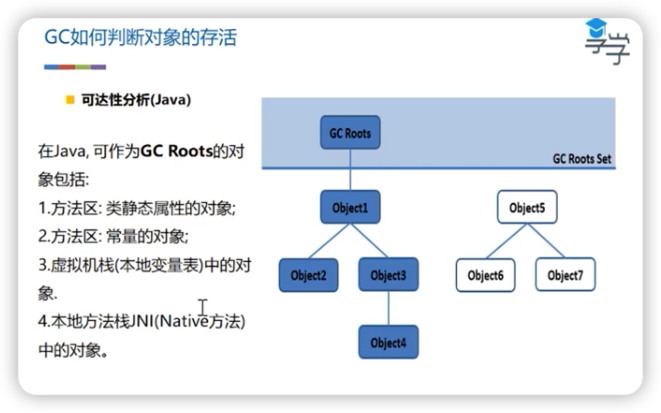 GC如何判断对象的存活
享学
可达性分析(Java)
在Java, 可作为GC Roots的对
象包括:
1.方法区: 类静态属性的对象;
2.方法区: 常量的对象;
3.虚拟机栈(本地变量表)中的对
象.
4.本地方法栈JNI(Native方法)
中的对象。
GC Roots
GC Roots Set
Object1
Object5
Object2
Object3
Object6
Object7
Object4